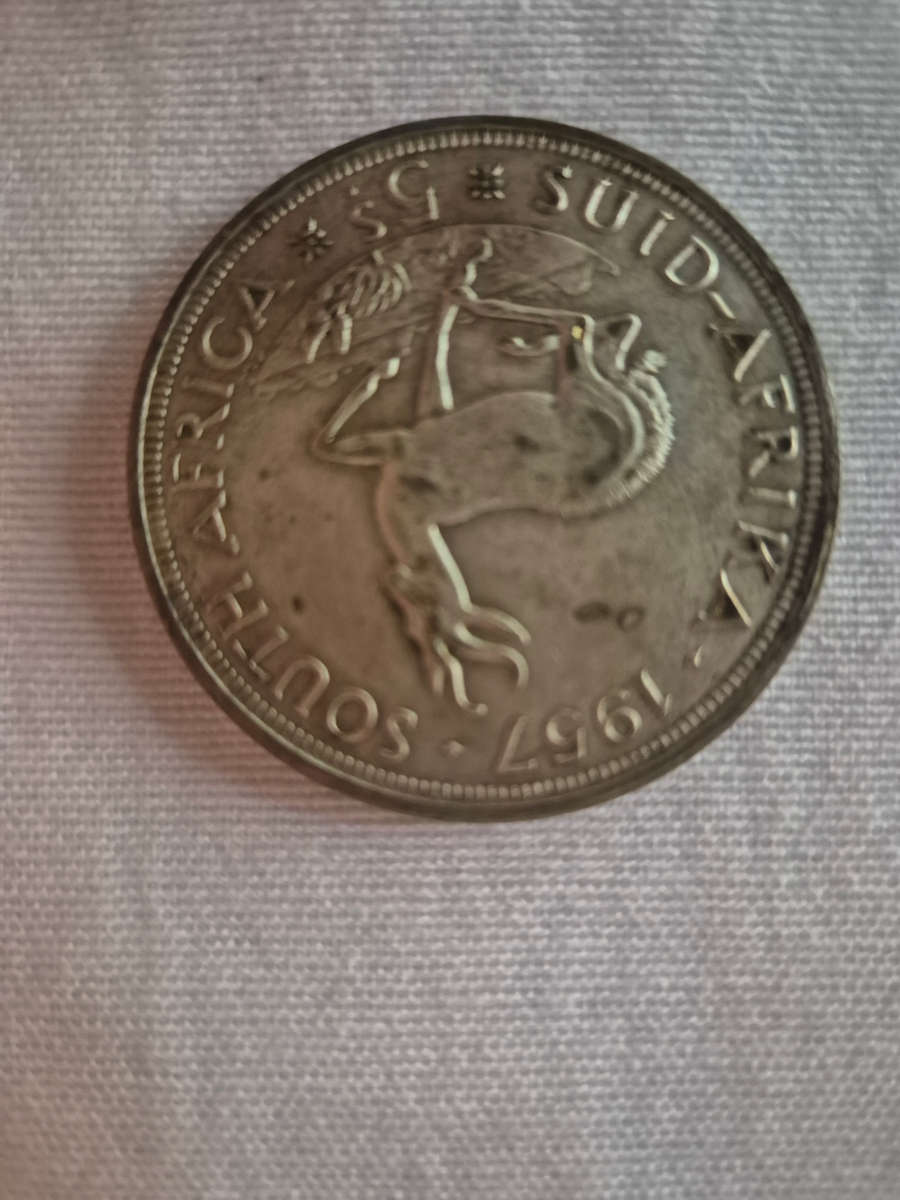 SOUTH AFRICA
5s
SUID-AFRIKA · 1957 ·